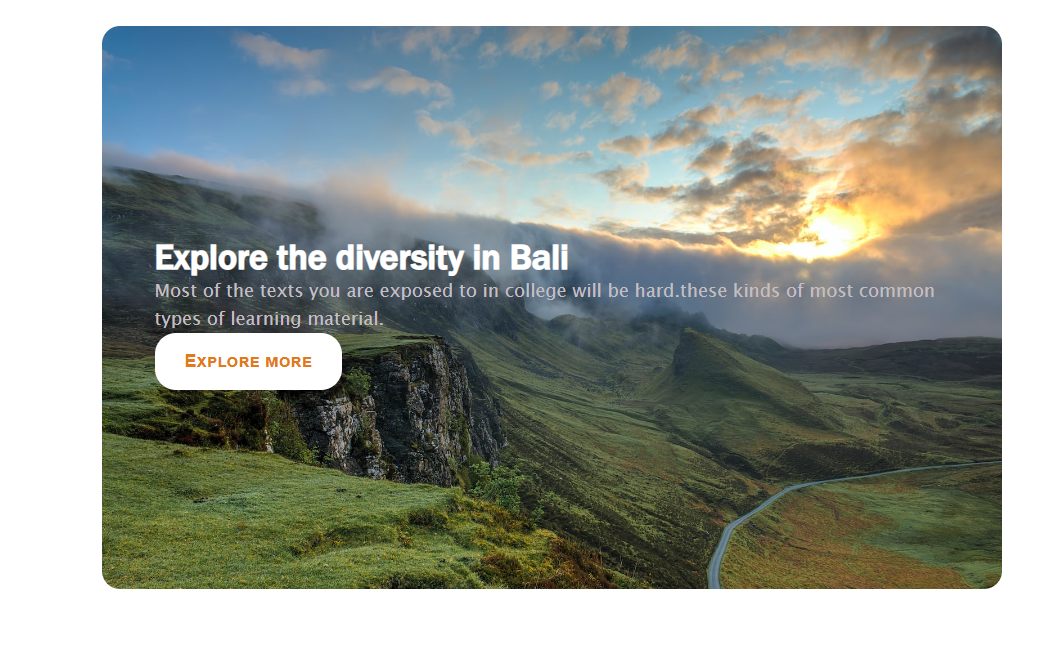 Explore the diversity in Bali
Most of the texts you are exposed to in college will be hard.these kinds of most common
types of learning material.
EXPLORE MORE